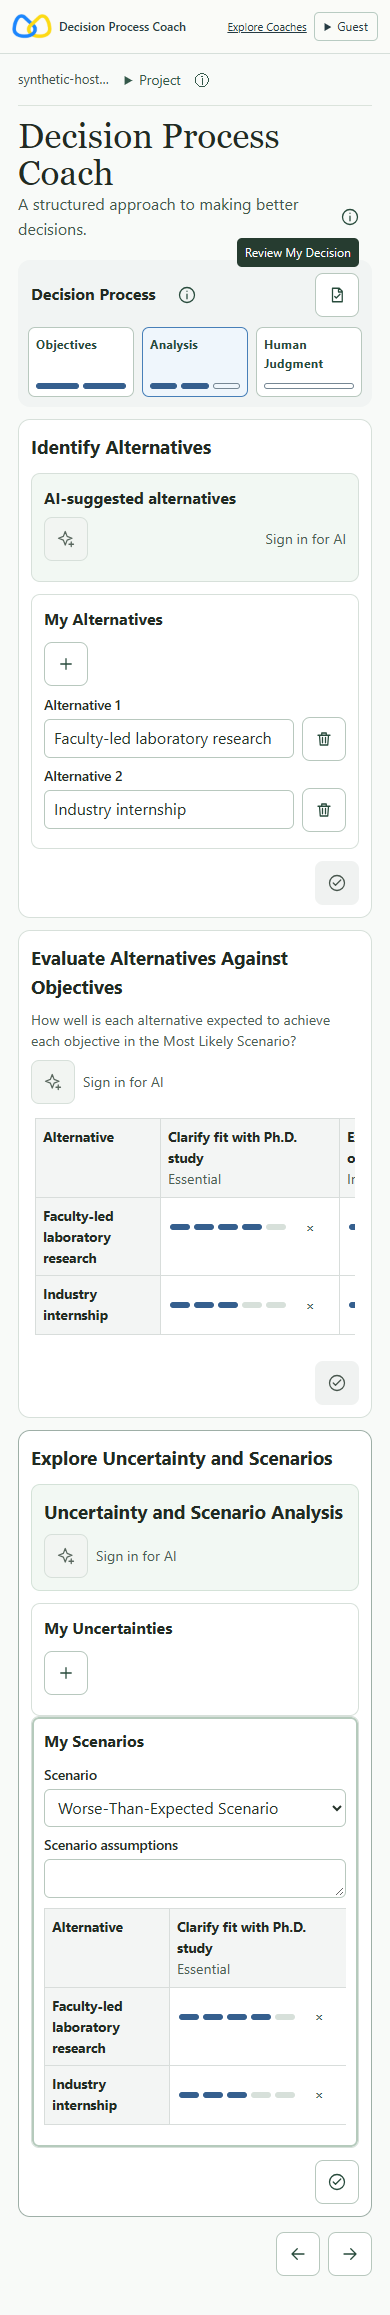 Decision Process Coach
Explore Coaches
Guest
synthetic-host...
Project
Decision Process
Coach
A structured approach to making better
decisions.
Review My Decision
Decision Process
Objectives
Analysis
Human
Judgment
Identify Alternatives
AI-suggested alternatives
Sign in for AI
My Alternatives
Alternative 1
Faculty-led laboratory research
Alternative 2
Industry internship
Evaluate Alternatives Against
Objectives
How well is each alternative expected to achieve
each objective in the Most Likely Scenario?
Sign in for AI
Alternative
Clarify fit with Ph.D.
study
Essential
Faculty-led
laboratory
research
Industry
internship
Explore Uncertainty and Scenarios
Uncertainty and Scenario Analysis
Sign in for AI
My Uncertainties
My Scenarios
Scenario
Worse-Than-Expected Scenario
Scenario assumptions
Alternative
Clarify fit with Ph.D.
study
Essential
Faculty-led
laboratory
research
Industry
internship